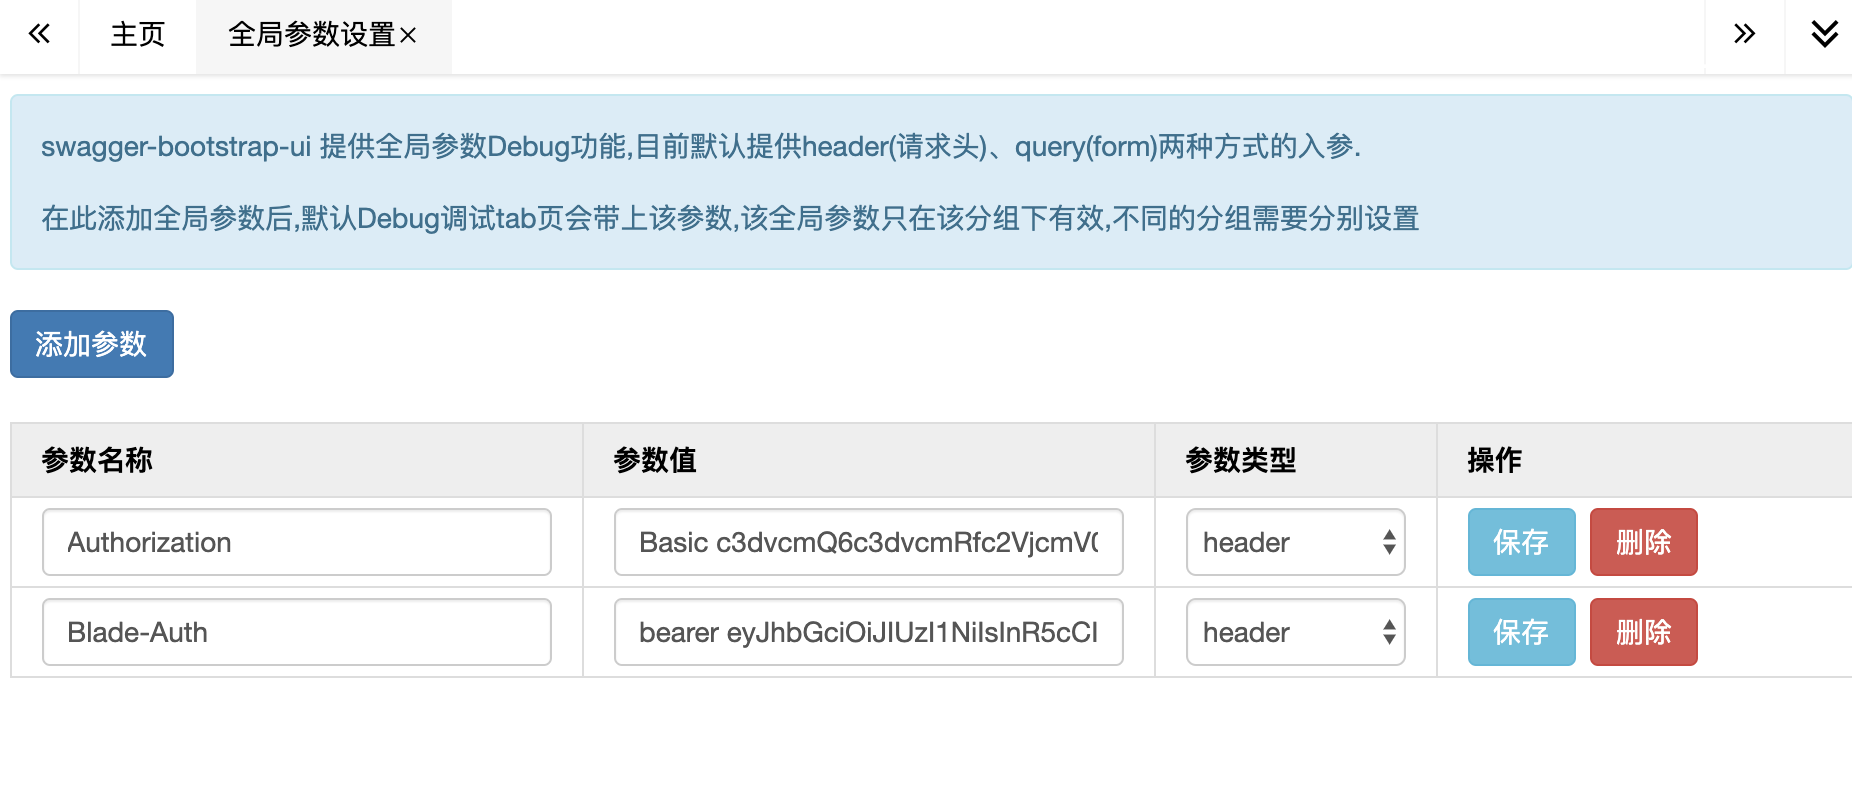 主页 全局参数设置×
swagger-bootstrap-ui 提供全局参数Debug功能,目前默认提供header(请求头)、query(form)两种方式的入参.
在此添加全局参数后,默认Debug调试tab页会带上该参数,该全局参数只在该分组下有效,不同的分组需要分别设置
添加参数
参数名称 参数值 参数类型 操作
Authorization Basic c3dvcmQ6c3dvcmRfc2VjcmV header 保存 删除
Blade-Auth bearer eyJhbGciOiJIUzI1NiIsInR5cCI header 保存 删除